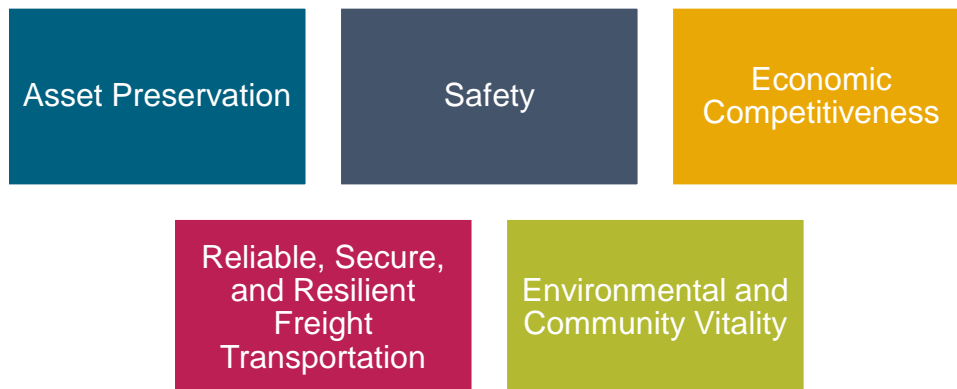 Asset Preservation
Safety
Economic
Competitiveness
Reliable, Secure,
and Resilient
Freight
Transportation
Environmental and
Community Vitality